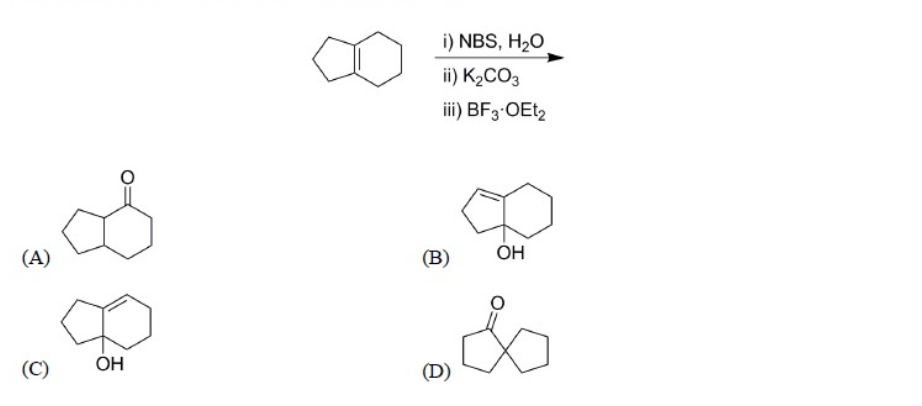 i) NBS, H₂O
ii) K₂CO₃
iii) BF₃·OEt₂
O
(A)
(B)
OH
(C)
OH
O
(D)